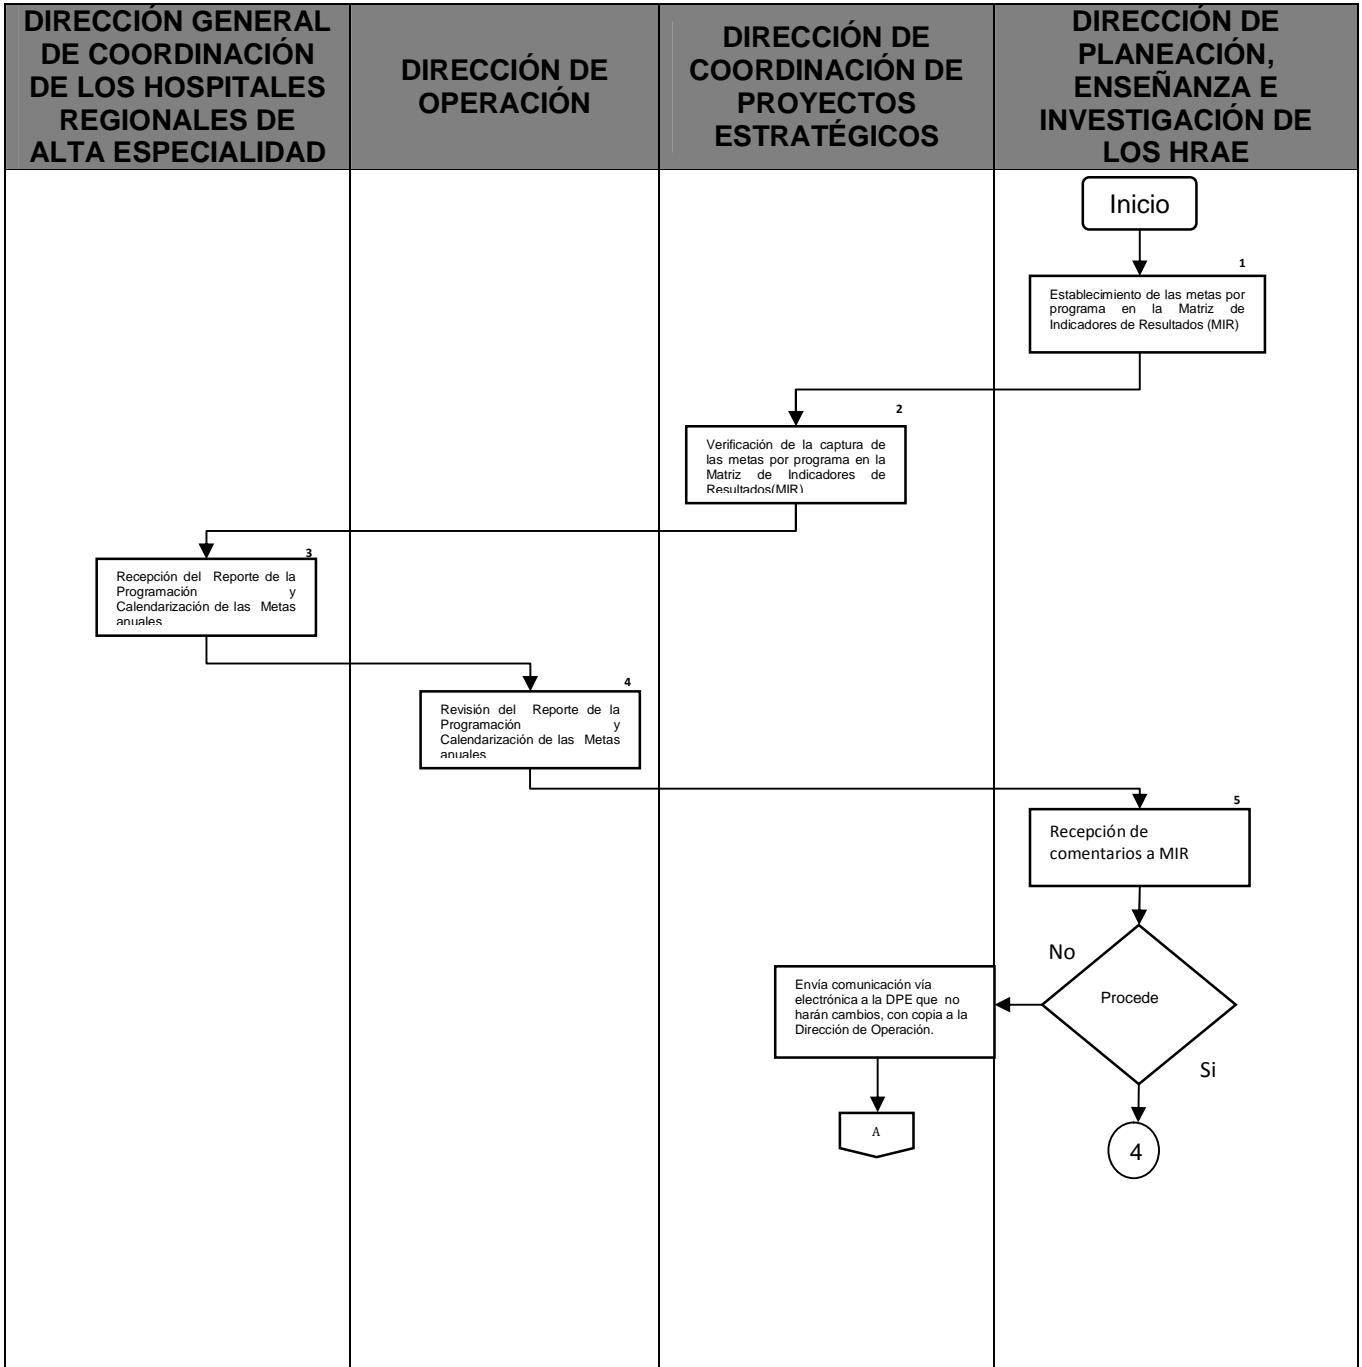 DIRECCIÓN GENERAL
DE COORDINACIÓN
DE LOS HOSPITALES
REGIONALES DE
ALTA ESPECIALIDAD
DIRECCIÓN DE
OPERACIÓN
DIRECCIÓN DE
COORDINACIÓN DE
PROYECTOS
ESTRATÉGICOS
DIRECCIÓN DE
PLANEACIÓN,
ENSEÑANZA E
INVESTIGACIÓN DE
LOS HRAE
Inicio
1
Establecimiento de las metas por
programa en la Matriz de
Indicadores de Resultados (MIR)
2
Verificación de la captura de
las metas por programa en la
Matriz de Indicadores de
Resultados(MIR)
3
Recepción del Reporte de la
Programación y
Calendarización de las Metas
anuales
4
Revisión del Reporte de la
Programación y
Calendarización de las Metas
anuales
5
Recepción de
comentarios a MIR
No
Procede
Si
Envía comunicación vía
electrónica a la DPE que no
harán cambios, con copia a la
Dirección de Operación.
A
4